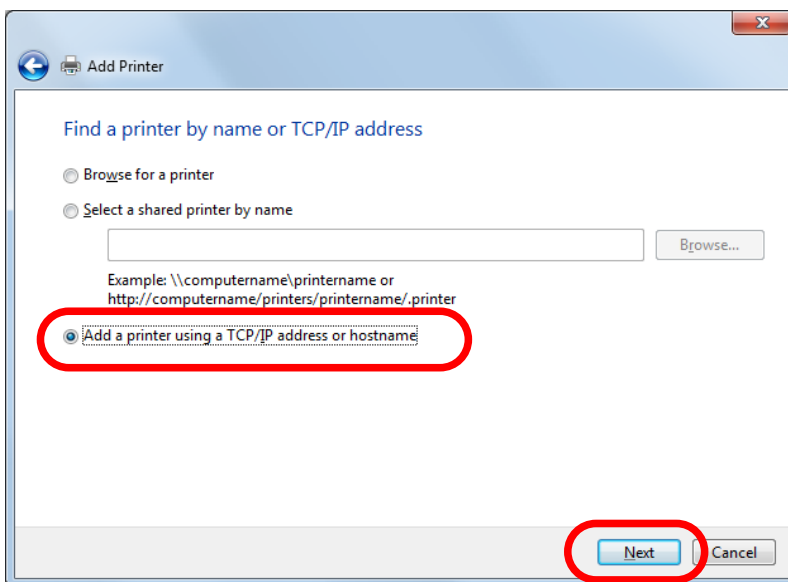 Add Printer
Find a printer by name or TCP/IP address
Browse for a printer
Select a shared printer by name
Browse...
Example: \\computername\printername or
http://computername/printers/printername/.printer
Add a printer using a TCP/IP address or hostname
Next
Cancel